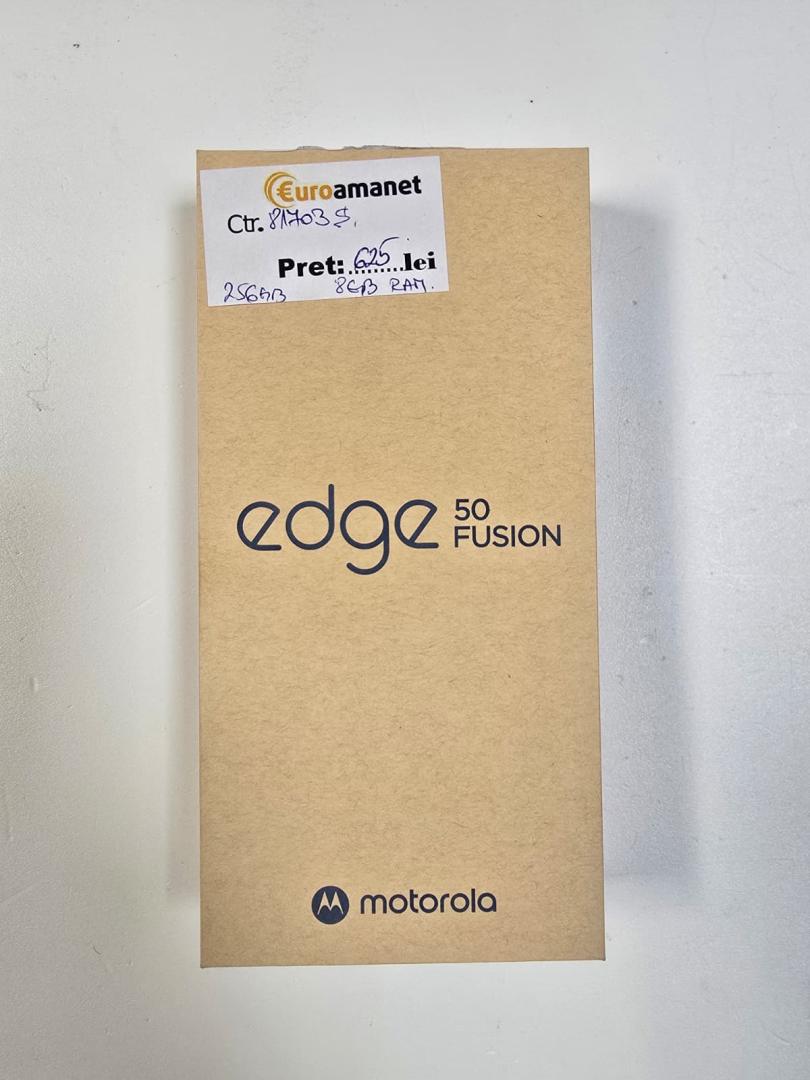 €uroamanet
Ctr. 81703 S.
Pret:.625.lei
256GB 8GB RAM.
edge 50 FUSION
motorola